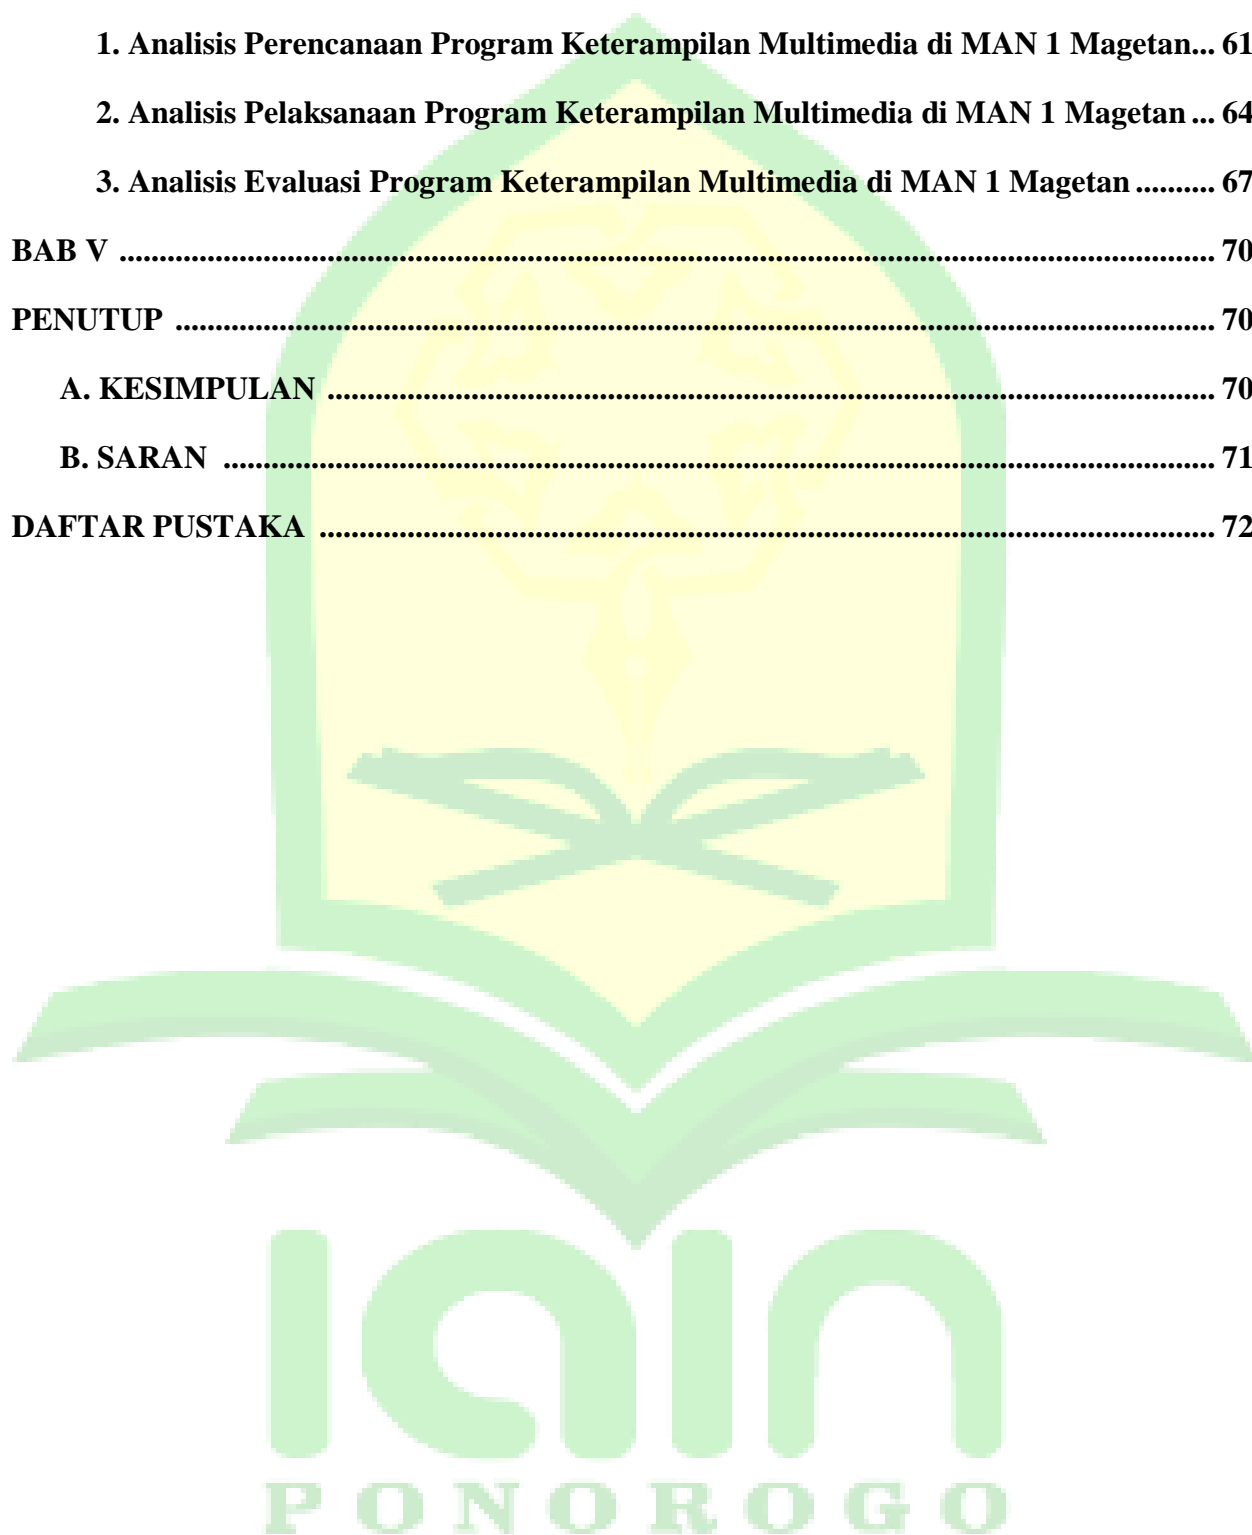 1. Analisis Perencanaan Program Keterampilan Multimedia di MAN 1 Magetan... 61
2. Analisis Pelaksanaan Program Keterampilan Multimedia di MAN 1 Magetan ... 64
3. Analisis Evaluasi Program Keterampilan Multimedia di MAN 1 Magetan .......... 67
BAB V ........................................................................................................................................ 70
PENUTUP ................................................................................................................................. 70
A. KESIMPULAN .............................................................................................................. 70
B. SARAN ........................................................................................................................... 71
DAFTAR PUSTAKA ............................................................................................................... 72
iain
PONOROGO